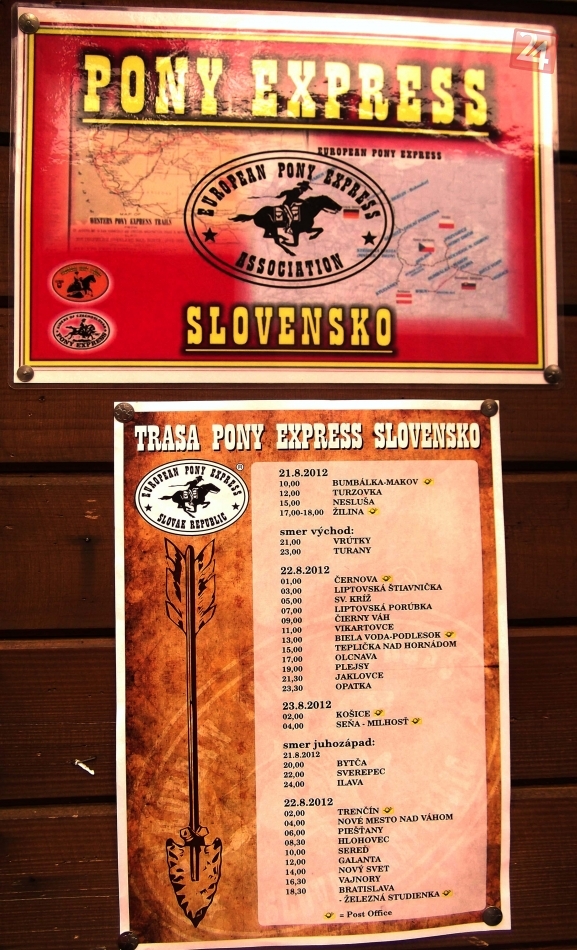 24
PONY EXPRESS
EUROPEAN PONY EXPRESS
WESTERN PONY EXPRESS TRAILS
EUROPEAN PONY EXPRESS
ASSOCIATION
PONY EXPRESS
SLOVENSKO
TRASA PONY EXPRESS SLOVENSKO
EUROPEAN PONY EXPRESS ®
SLOVAK REPUBLIC
21.8.2012
10,00 BUMBÁLKA-MAKOV
12,00 TURZOVKA
15,00 NESLUŠA
17,00-18,00 ŽILINA
smer východ:
21,00 VRÚTKY
23,00 TURANY
22.8.2012
01,00 ČERNOVA
03,00 LIPTOVSKÁ ŠTIAVNIČKA
05,00 SV. KRÍŽ
07,00 LIPTOVSKÁ PORÚBKA
09,00 ČIERNY VÁH
11,00 VIKARTOVCE
13,00 BIELA VODA-PODLESOK
15,00 TEPLIČKA NAD HORNÁDOM
17,00 OLCNAVA
19,00 PLEJSY
21,30 JAKLOVCE
23,30 OPATKA
23.8.2012
02,00 KOŠICE
04,00 SEŇA - MILHOSŤ
smer juhozápad:
21.8.2012
20,00 BYTČA
22,00 SVEREPEC
24,00 ILAVA
22.8.2012
02,00 TRENČÍN
04,00 NOVÉ MESTO NAD VÁHOM
06,00 PIEŠŤANY
08,30 HLOHOVEC
10,00 SEREĎ
12,00 GALANTA
14,00 NOVÝ SVET
16,30 VAJNORY
18,30 BRATISLAVA
- ŽELEZNÁ STUDIENKA
= Post Office